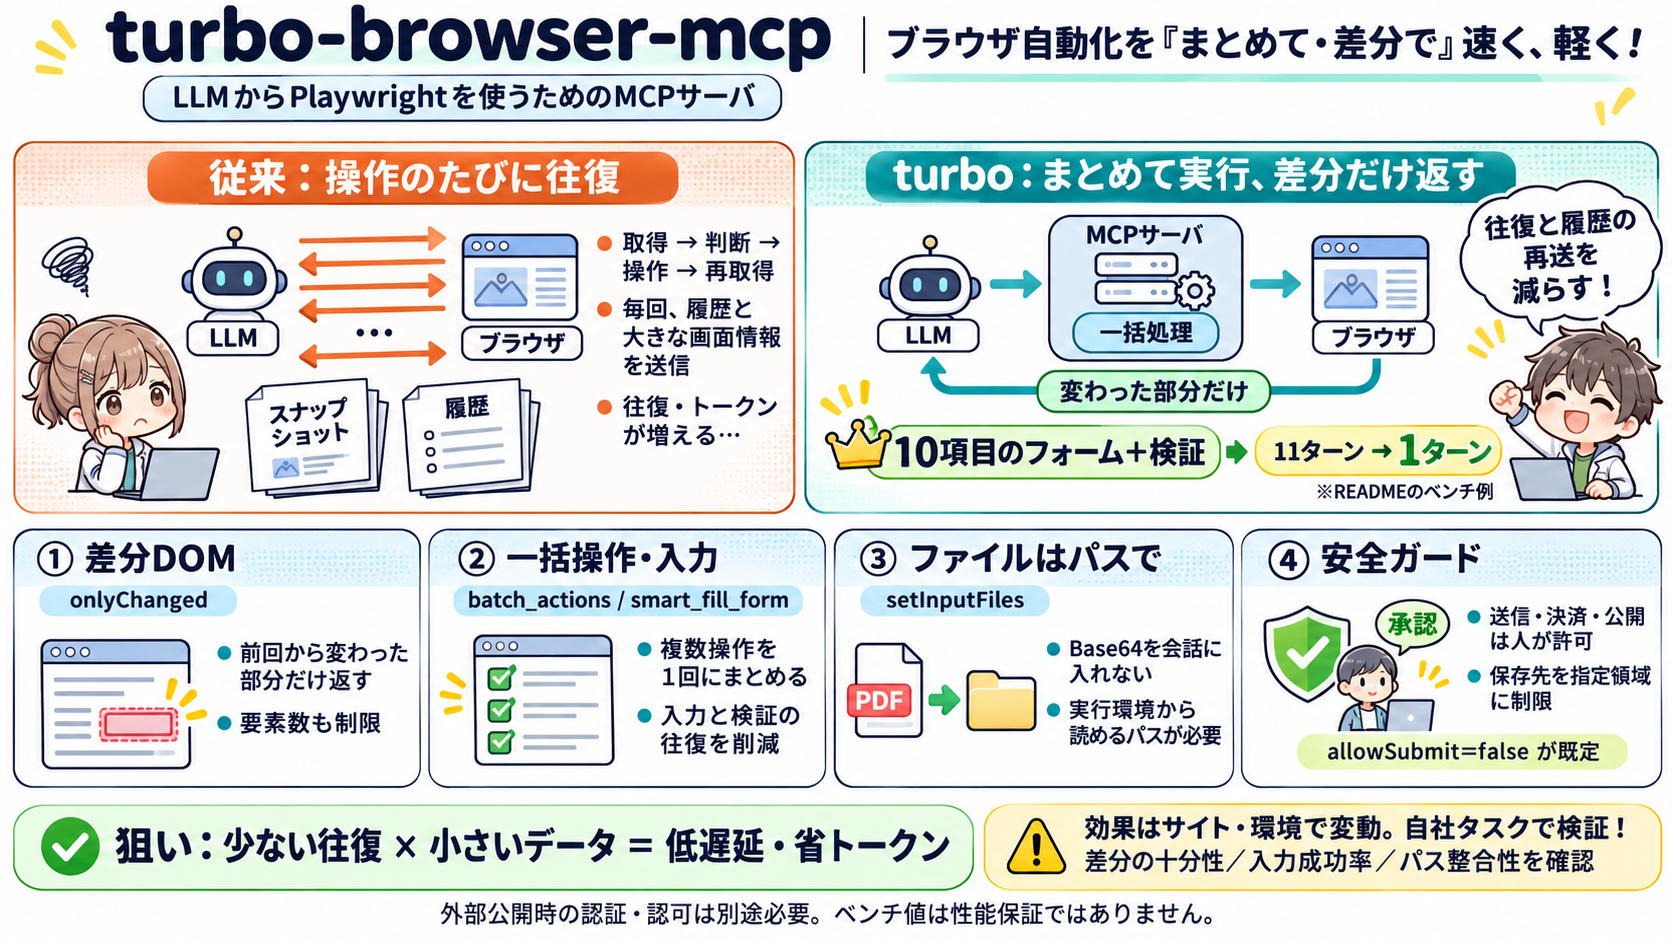 turbo-browser-mcp
ブラウザ自動化を『まとめて・差分で』速く、軽く!
LLMからPlaywrightを使うためのMCPサーバ
従来：操作のたびに往復
LLM
ブラウザ
スナップ
ショット
履歴
取得 → 判断 →
操作 → 再取得
毎回、履歴と
大きな画面情報
を送信
往復・トークン
が増える…
turbo：まとめて実行、差分だけ返す
LLM
MCPサーバ
一括処理
ブラウザ
変わった部分だけ
往復と履歴の
再送を
減らす！
10項目のフォーム＋検証
11ターン → 1ターン
※READMEのベンチ例
① 差分DOM
onlyChanged
前回から変わった
部分だけ返す
要素数も制限
② 一括操作・入力
batch_actions / smart_fill_form
複数操作を
1回にまとめる
入力と検証の
往復を削減
③ ファイルはパスで
setInputFiles
PDF
Base64を会話に
入れない
実行環境から
読めるパスが必要
④ 安全ガード
承認
送信・決済・公開
は人が許可
保存先を指定領域
に制限
allowSubmit=false が既定
狙い：少ない往復 × 小さいデータ = 低遅延・省トークン
効果はサイト・環境で変動。自社タスクで検証！
差分の十分性／入力成功率／パス整合性を確認
外部公開時の認証・認可は別途必要。ベンチ値は性能保証ではありません。